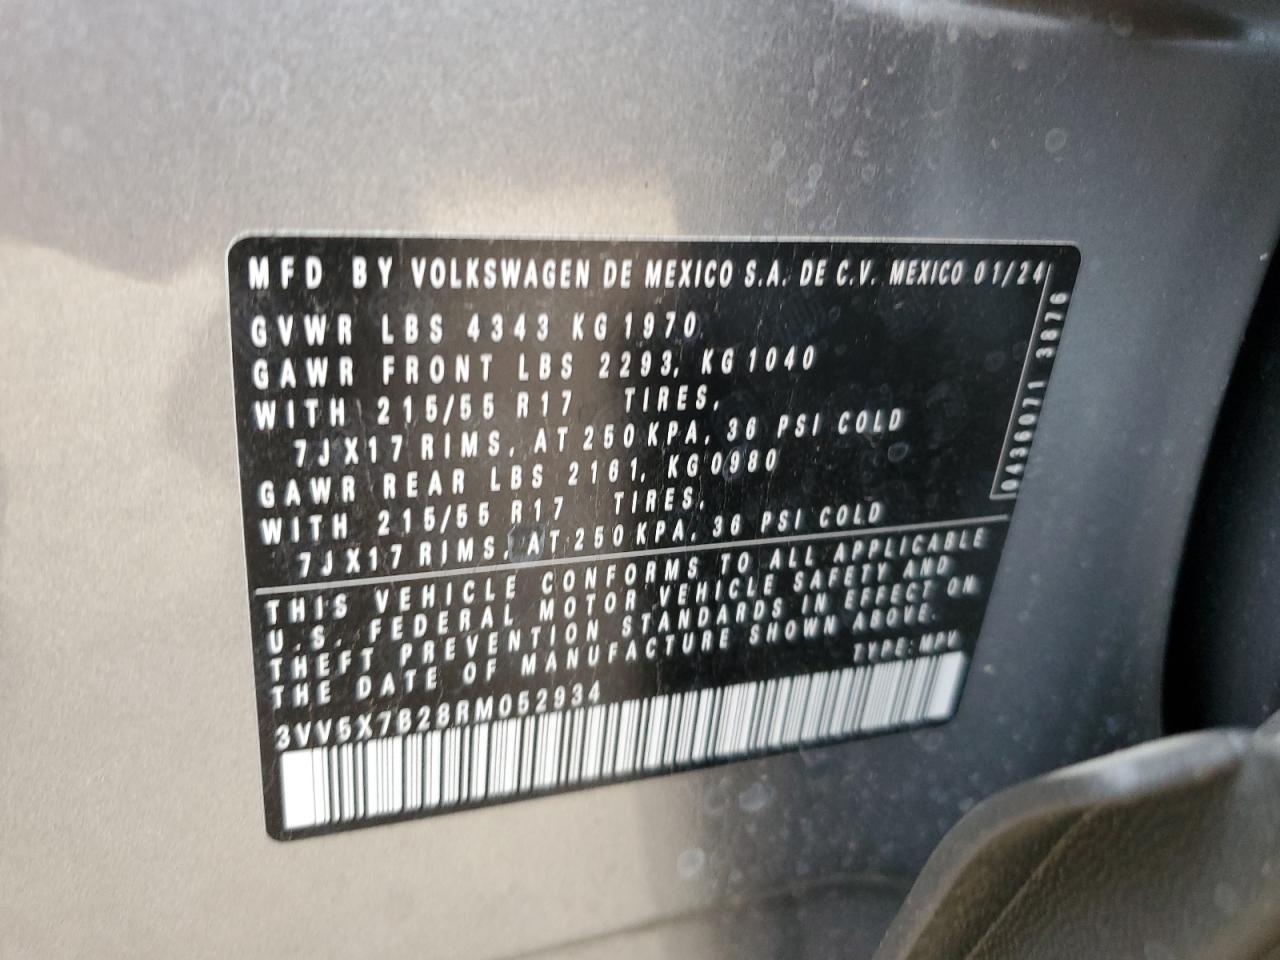 MFD BY VOLKSWAGEN DE MEXICO S.A. DE C.V. MEXICO 01/24
GVWR LBS 4343 KG 1970
GAWR FRONT LBS 2293, KG 1040
WITH 215/55 R17 TIRES,
7JX17 RIMS, AT 250 KPA, 36 PSI COLD
GAWR REAR LBS 2161, KG 0980
WITH 215/55 R17 TIRES,
7JX17 RIMS, AT 250 KPA, 36 PSI COLD
THIS VEHICLE CONFORMS TO ALL APPLICABLE
U.S. FEDERAL MOTOR VEHICLE SAFETY AND
THEFT PREVENTION STANDARDS IN EFFECT ON
THE DATE OF MANUFACTURE SHOWN ABOVE.
TYPE: MPV
3VV5X7B28RM052934
0436071 3876